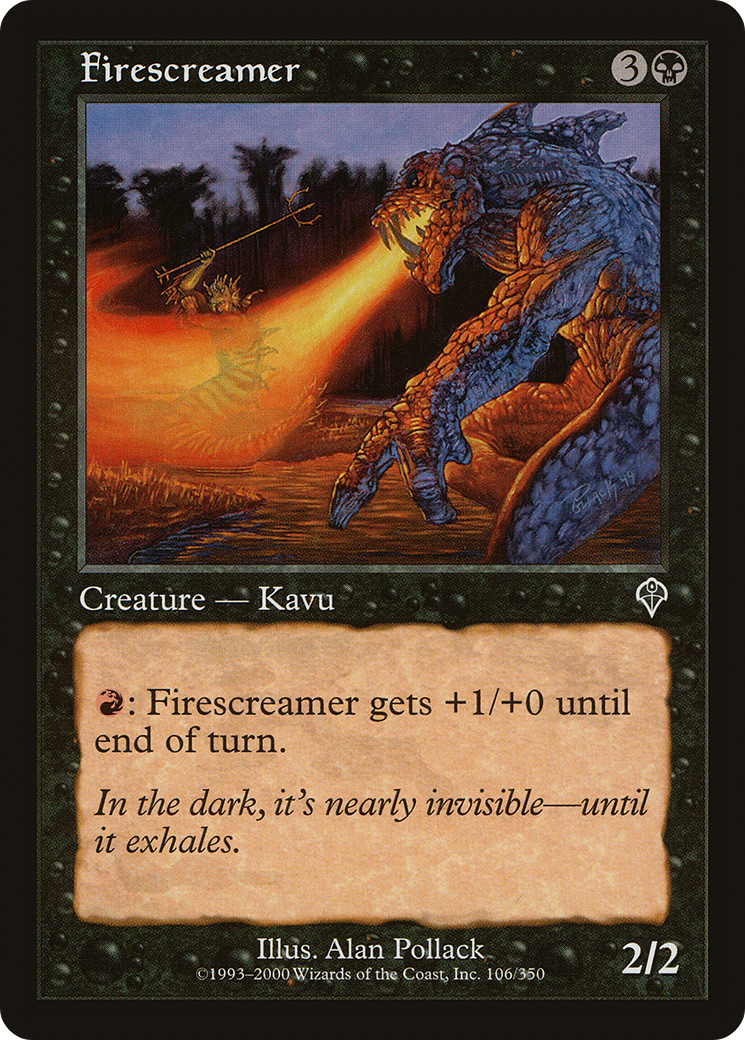 Firescreamer
3
Creature — Kavu
: Firescreamer gets +1/+0 until
end of turn.
In the dark, it's nearly invisible—until
it exhales.
Illus. Alan Pollack
©1993–2000 Wizards of the Coast, Inc. 106/350
2/2